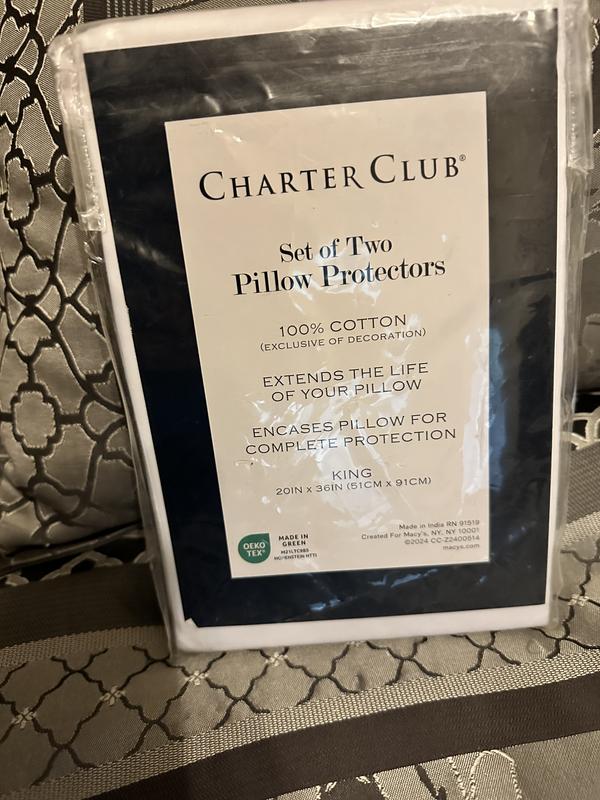 CHARTER CLUB®
Set of Two
Pillow Protectors
100% COTTON
(EXCLUSIVE OF DECORATION)
EXTENDS THE LIFE
OF YOUR PILLOW
ENCASES PILLOW FOR
COMPLETE PROTECTION
KING
20IN x 36IN (51CM x 91CM)
OEKO
TEX®
MADE IN
GREEN
HOHENSTEIN HTTI
Made in India RN 91519
Created For Macy's, NY, NY 10001
©2024 CC-Z2400514
macys.com